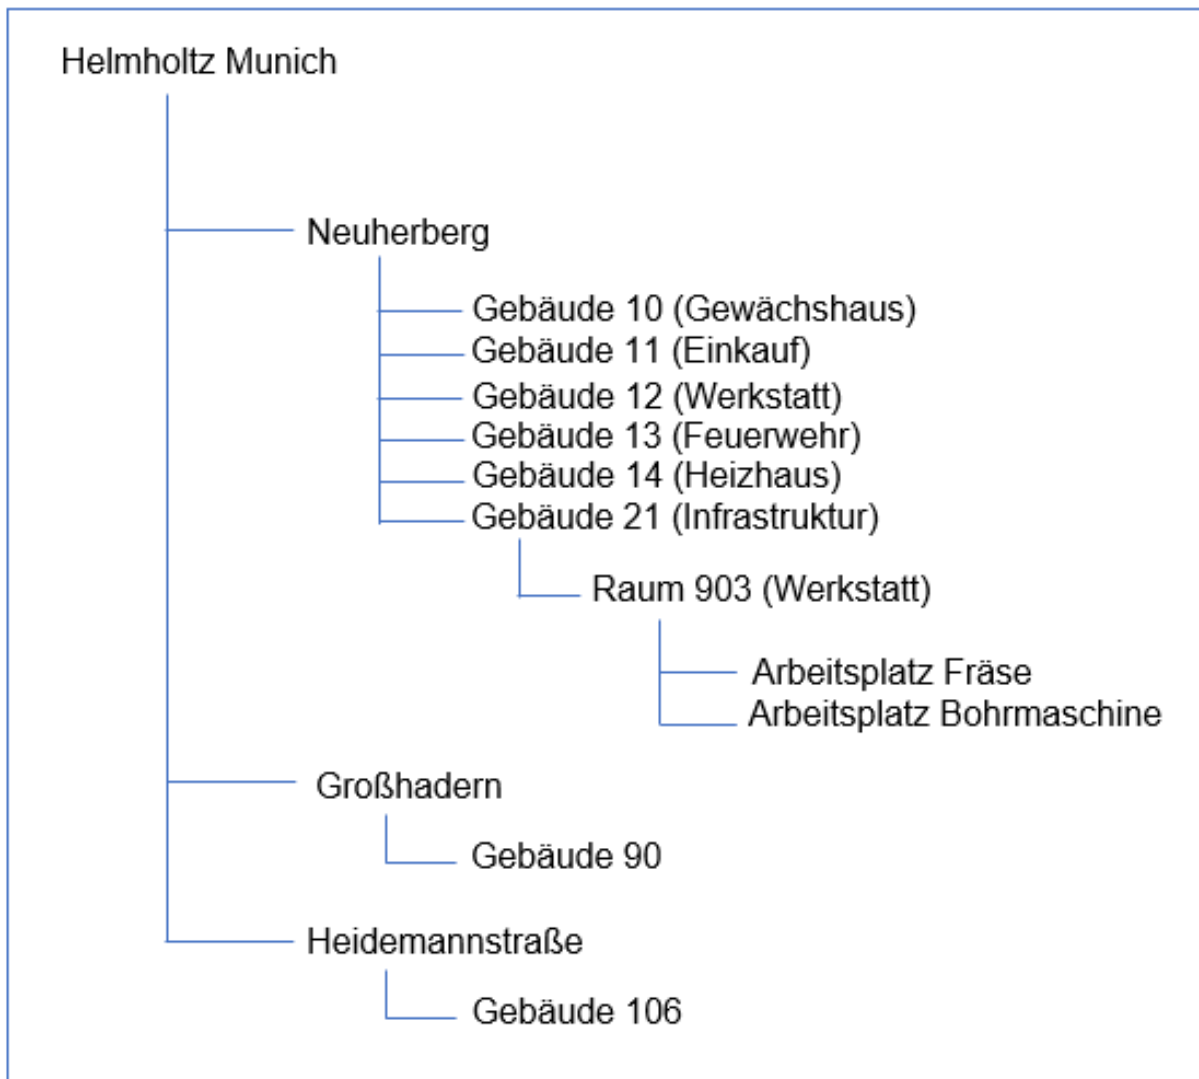 Helmholtz Munich
Neuherberg
Gebäude 10 (Gewächshaus)
Gebäude 11 (Einkauf)
Gebäude 12 (Werkstatt)
Gebäude 13 (Feuerwehr)
Gebäude 14 (Heizhaus)
Gebäude 21 (Infrastruktur)
Raum 903 (Werkstatt)
Arbeitsplatz Fräse
Arbeitsplatz Bohrmaschine
Großhadern
Gebäude 90
Heidemannstraße
Gebäude 106